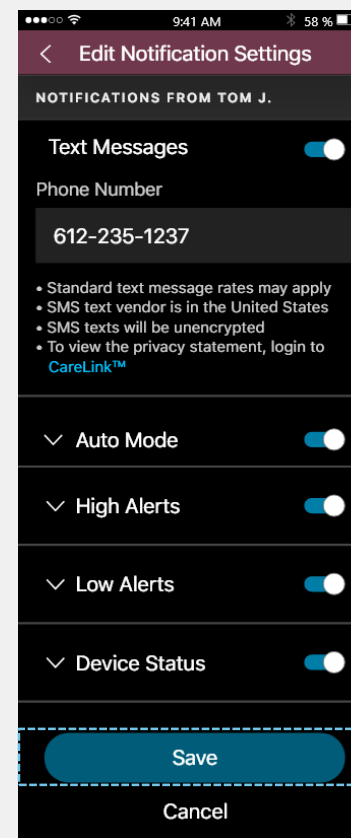 9:41 AM 58 %
Edit Notification Settings
NOTIFICATIONS FROM TOM J.
Text Messages
Phone Number
612-235-1237
• Standard text message rates may apply
• SMS text vendor is in the United States
• SMS texts will be unencrypted
• To view the privacy statement, login to
CareLink™
Auto Mode
High Alerts
Low Alerts
Device Status
Save
Cancel